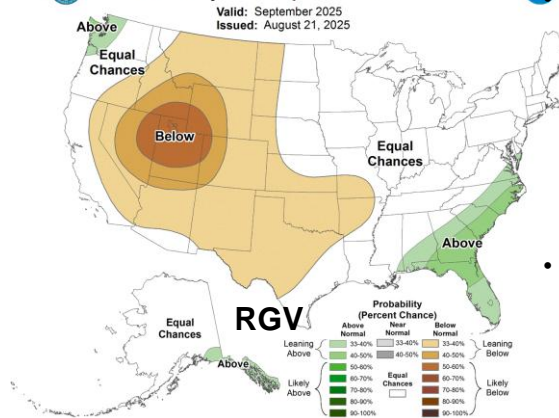 Valid: September 2025
Issued: August 21, 2025
Above
Equal
Chances
Below
Equal
Chances
Above
Equal
Chances
Above
RGV
Probability
(Percent Chance)
Above
Normal
Near
Normal
Below
Normal
Leaning
Above
33-40%
33-40%
33-40%
Leaning
Below
40-50%
40-50%
40-50%
Likely
Above
50-60%
Equal
Chances
50-60%
Likely
Below
60-70%
60-70%
70-80%
70-80%
80-90%
80-90%
90-100%
90-100%